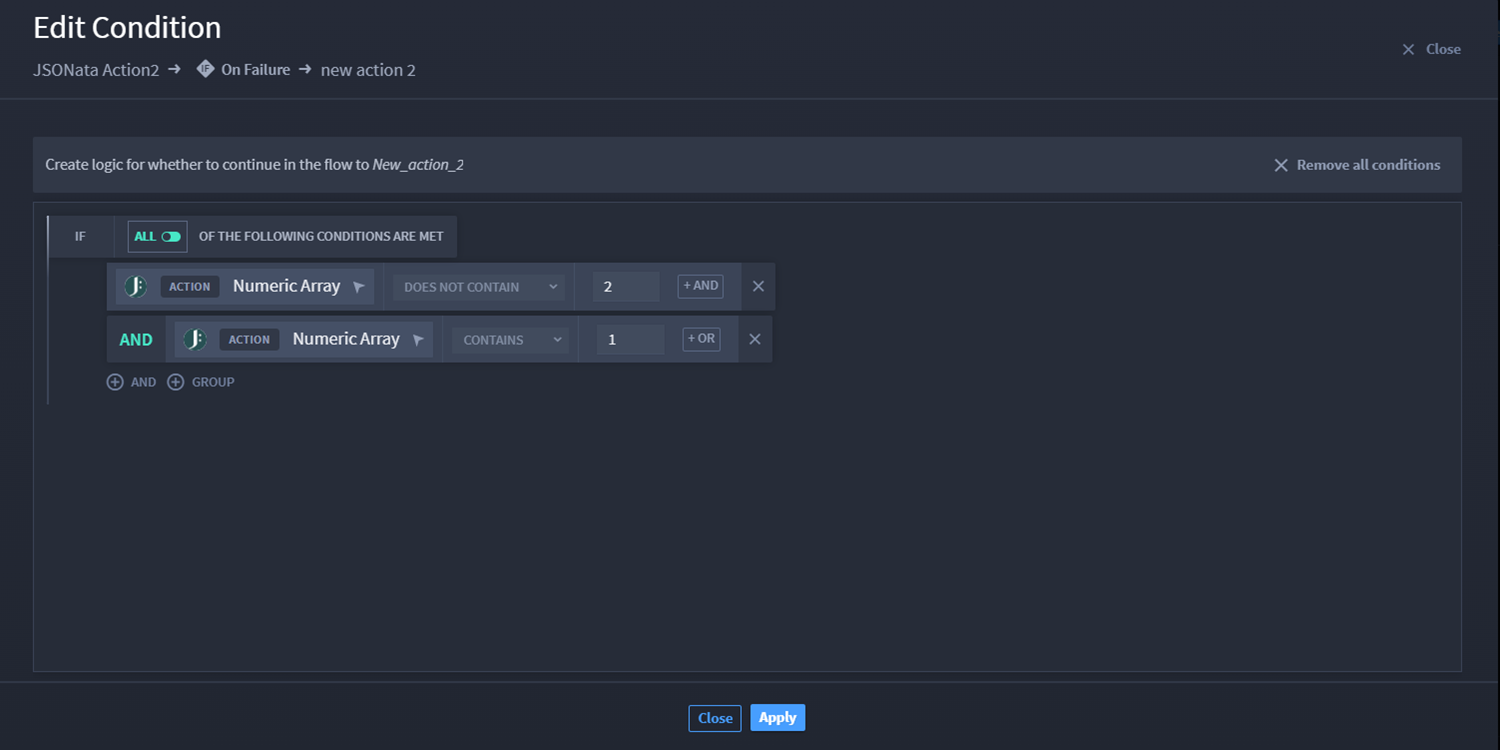 Edit Condition
Close
JSONata Action2 → IF On Failure → new action 2
Create logic for whether to continue in the flow to New_action_2
Remove all conditions
IF ALL OF THE FOLLOWING CONDITIONS ARE MET
J: ACTION Numeric Array DOES NOT CONTAIN 2 + AND
AND J: ACTION Numeric Array CONTAINS 1 + OR
AND GROUP
Close Apply